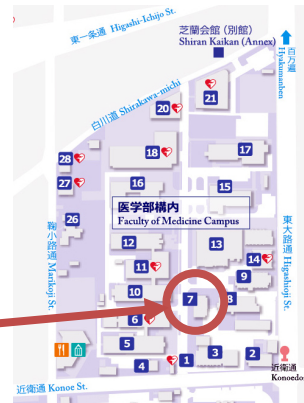 東一条通 Higashi-Ichijo St.
芝蘭会館 (別館)
Shiran Kaikan (Annex)
百万遍
Hyakumanben
白川道 Shirakawa-michi
21
20
18
17
28
27
16
15
医学部構内
Faculty of Medicine Campus
26
鞠小路通 Marikoji St.
東大路通 Higashioji St.
12
13
11
14
9
10
7
8
6
5
4
1
3
2
近衛通
Konoedo
近衛通 Konoe St.